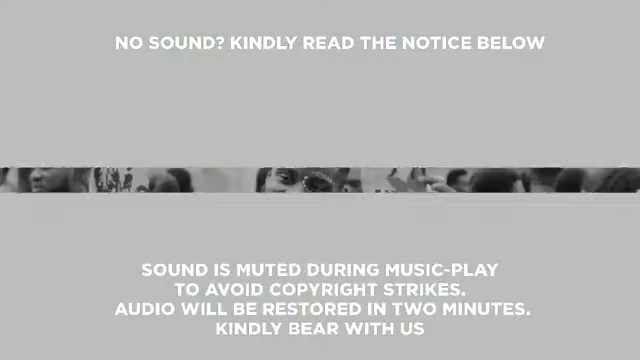 NO SOUND? KINDLY READ THE NOTICE BELOW
SOUND IS MUTED DURING MUSIC-PLAY
TO AVOID COPYRIGHT STRIKES.
AUDIO WILL BE RESTORED IN TWO MINUTES.
KINDLY BEAR WITH US